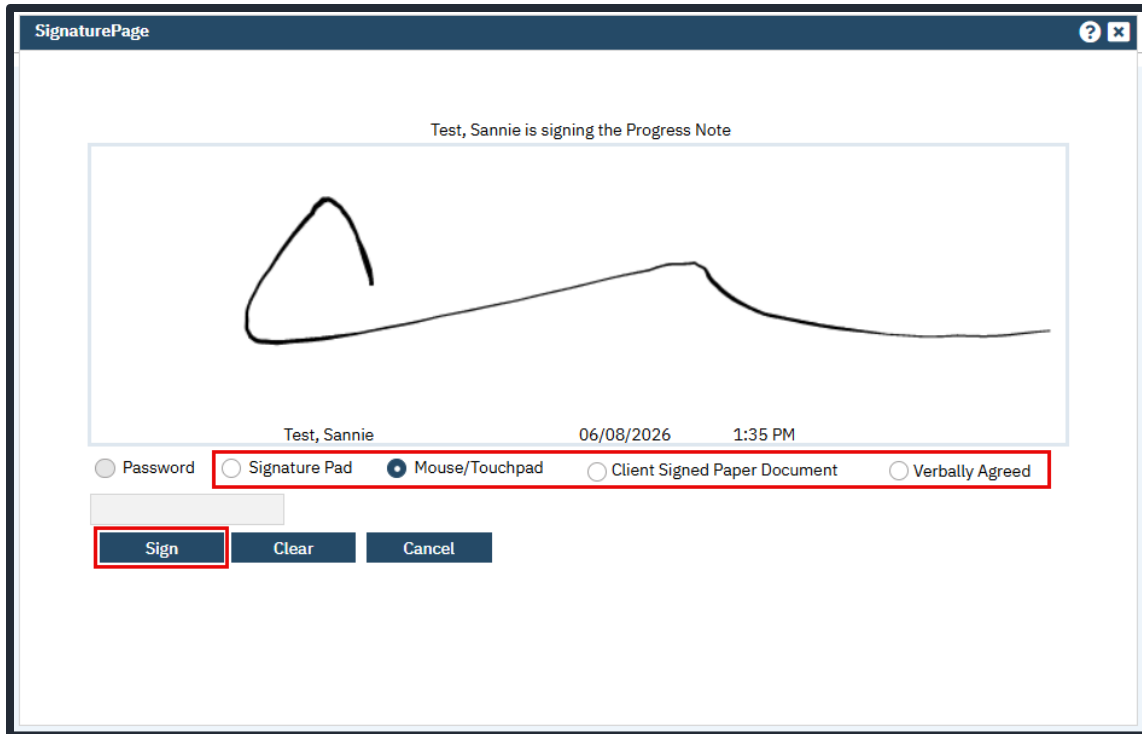 SignaturePage
Test, Sannie is signing the Progress Note
Test, Sannie 06/08/2026 1:35 PM
Password Signature Pad Mouse/Touchpad Client Signed Paper Document Verbally Agreed
Sign Clear Cancel